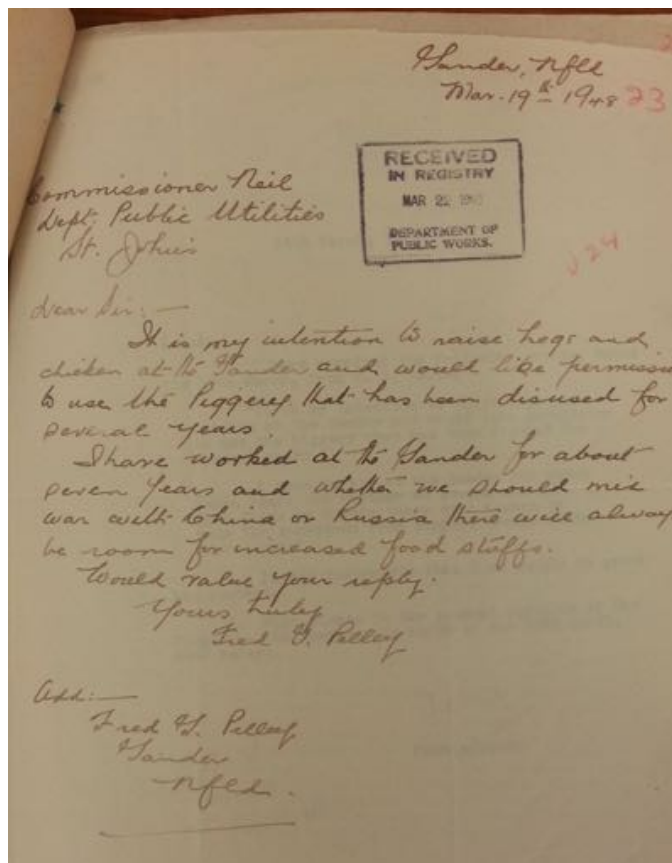 Gander, Nfld
Mar. 19th 1948 23
RECEIVED
IN REGISTRY
MAR 22
DEPARTMENT OF
PUBLIC WORKS.
Commissioner Neil
Dept. Public Utilities
St. John's
Dear Sir:—
It is my intention to raise hogs and
chicken at the Gander and would like permissio
to use the Piggery that has been disused for
several years.
I have worked at the Gander for about
seven years and whether we should
war with China or Russia there will alway
be room for increased food stuffs.
Would value your reply.
Yours truly
Fred G. Pelley
Add:—
Fred G. Pelley
Gander
Nfld.